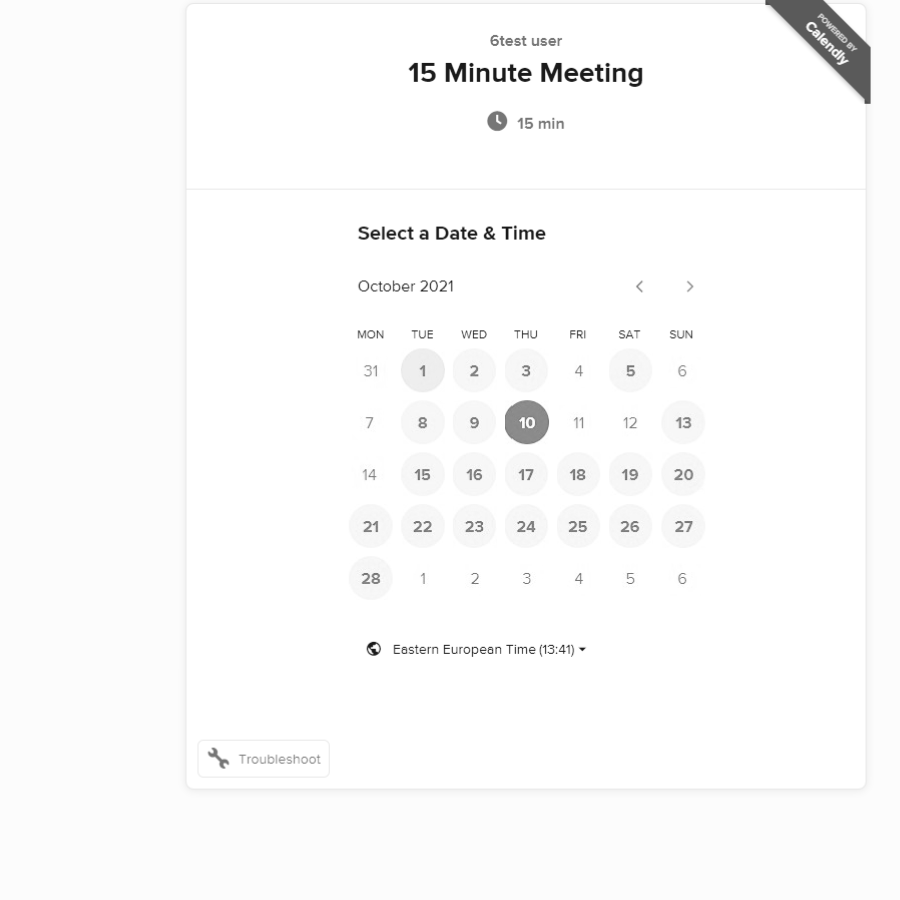 POWERED BY
Calendly
6test user
15 Minute Meeting
15 min
Select a Date & Time
October 2021
MON TUE WED THU FRI SAT SUN
31 1 2 3 4 5 6
7 8 9 10 11 12 13
14 15 16 17 18 19 20
21 22 23 24 25 26 27
28 1 2 3 4 5 6
Eastern European Time (13:41)
Troubleshoot